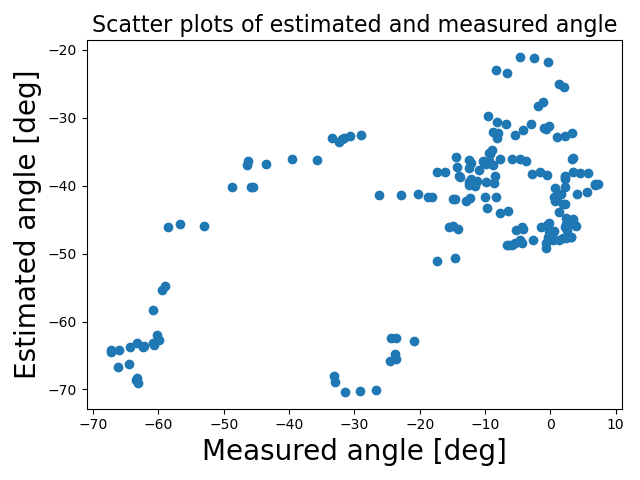 Scatter plots of estimated and measured angle
−20
−30
−40
−50
−60
−70
Estimated angle [deg]
−70 −60 −50 −40 −30 −20 −10 0 10
Measured angle [deg]